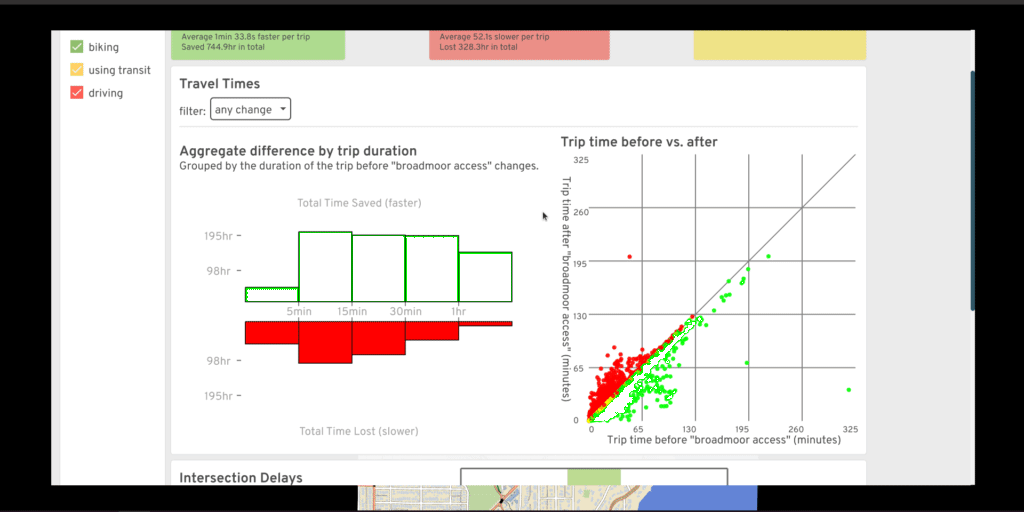 biking
using transit
driving
Average 1min 33.8s faster per trip
Saved 744.9hr in total
Average 52.1s slower per trip
Lost 328.3hr in total
Travel Times
filter: any change
Aggregate difference by trip duration
Grouped by the duration of the trip before "broadmoor access" changes.
Total Time Saved (faster)
195hr
98hr
5min 15min 30min 1hr
98hr
195hr
Total Time Lost (slower)
Trip time before vs. after
Trip time after "broadmoor access" (minutes)
325
260
195
130
65
0
0 65 130 195 260 325
Trip time before "broadmoor access" (minutes)
Intersection Delays